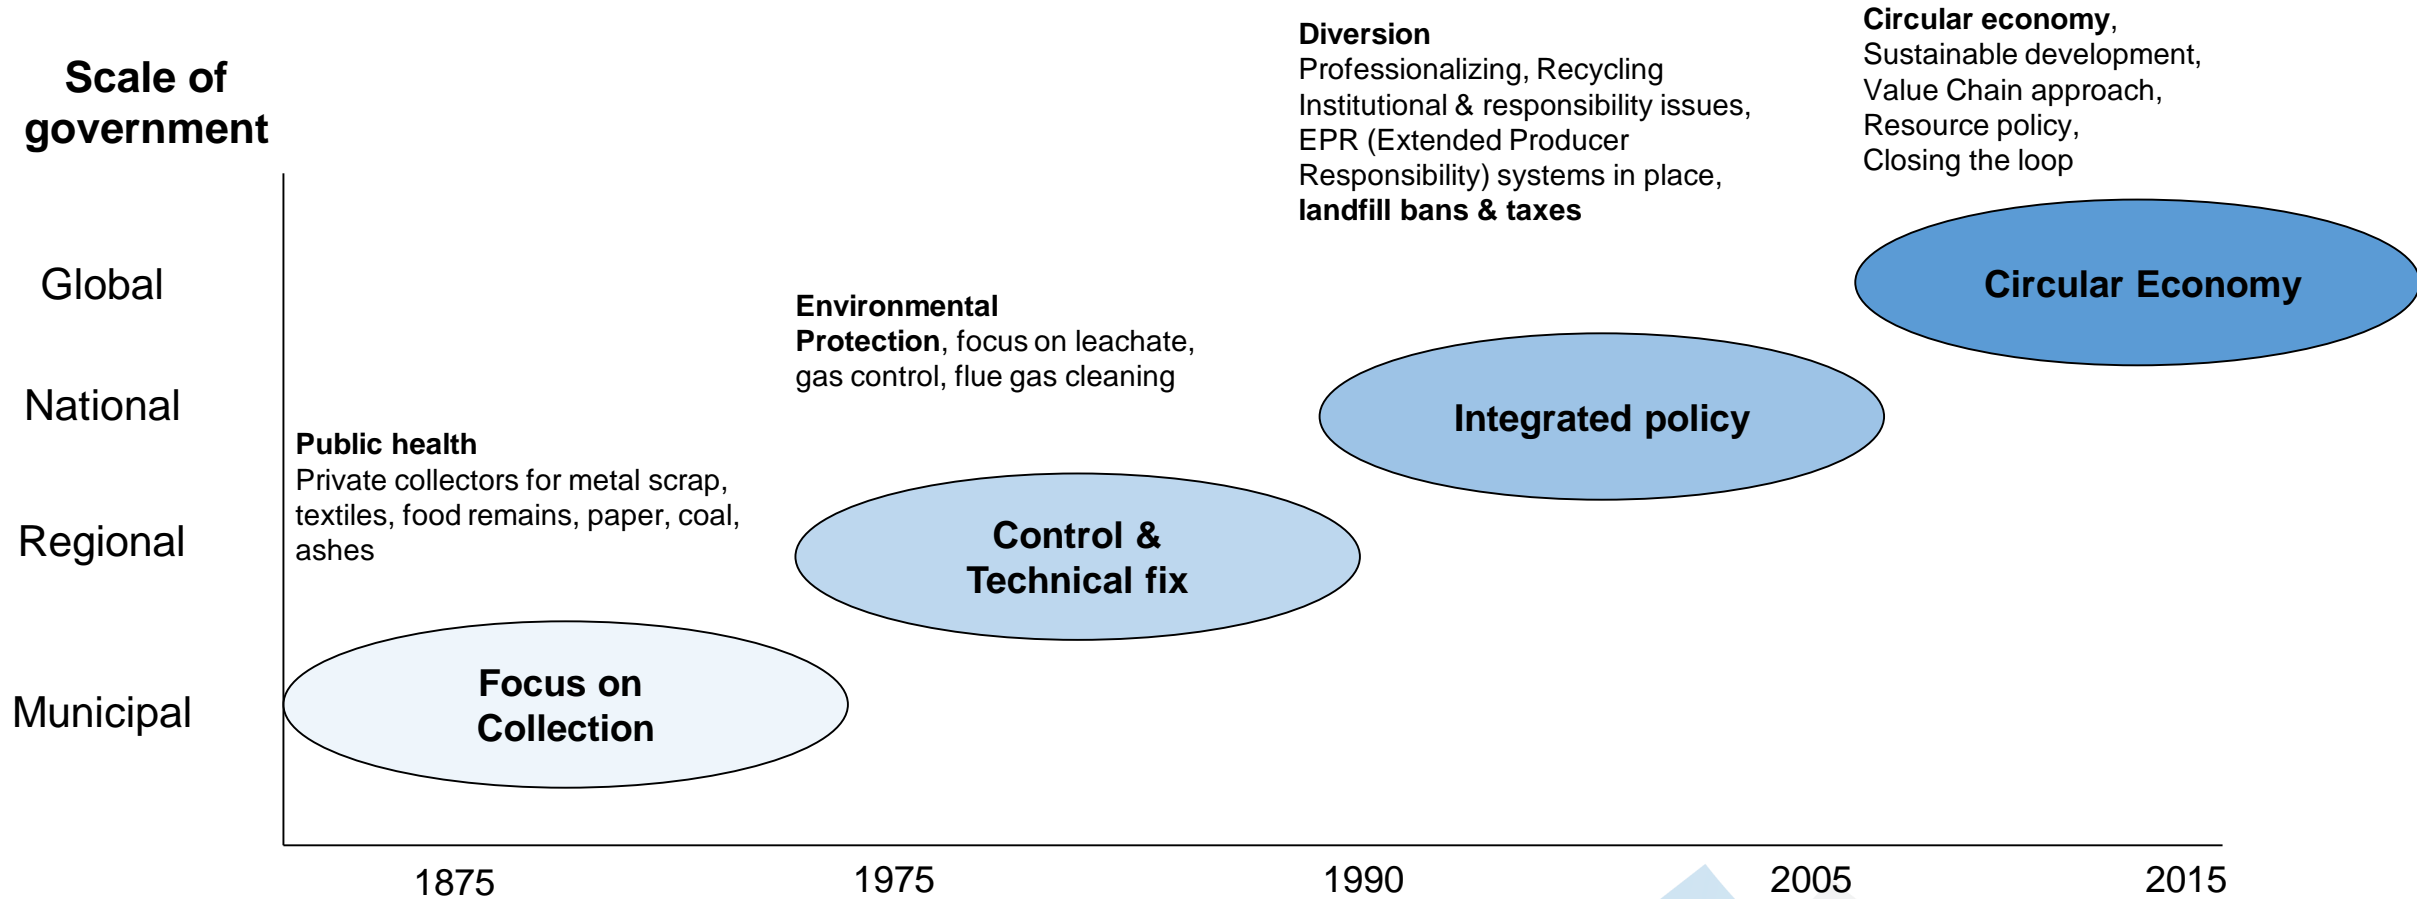 Scale of
government
Global
National
Regional
Municipal
Public health
Private collectors for metal scrap,
textiles, food remains, paper, coal,
ashes
Focus on
Collection
Environmental
Protection, focus on leachate,
gas control, flue gas cleaning
Control &
Technical fix
Diversion
Professionalizing, Recycling
Institutional & responsibility issues,
EPR (Extended Producer
Responsibility) systems in place,
landfill bans & taxes
Integrated policy
Circular economy,
Sustainable development,
Value Chain approach,
Resource policy,
Closing the loop
Circular Economy
1875
1975
1990
2005
2015